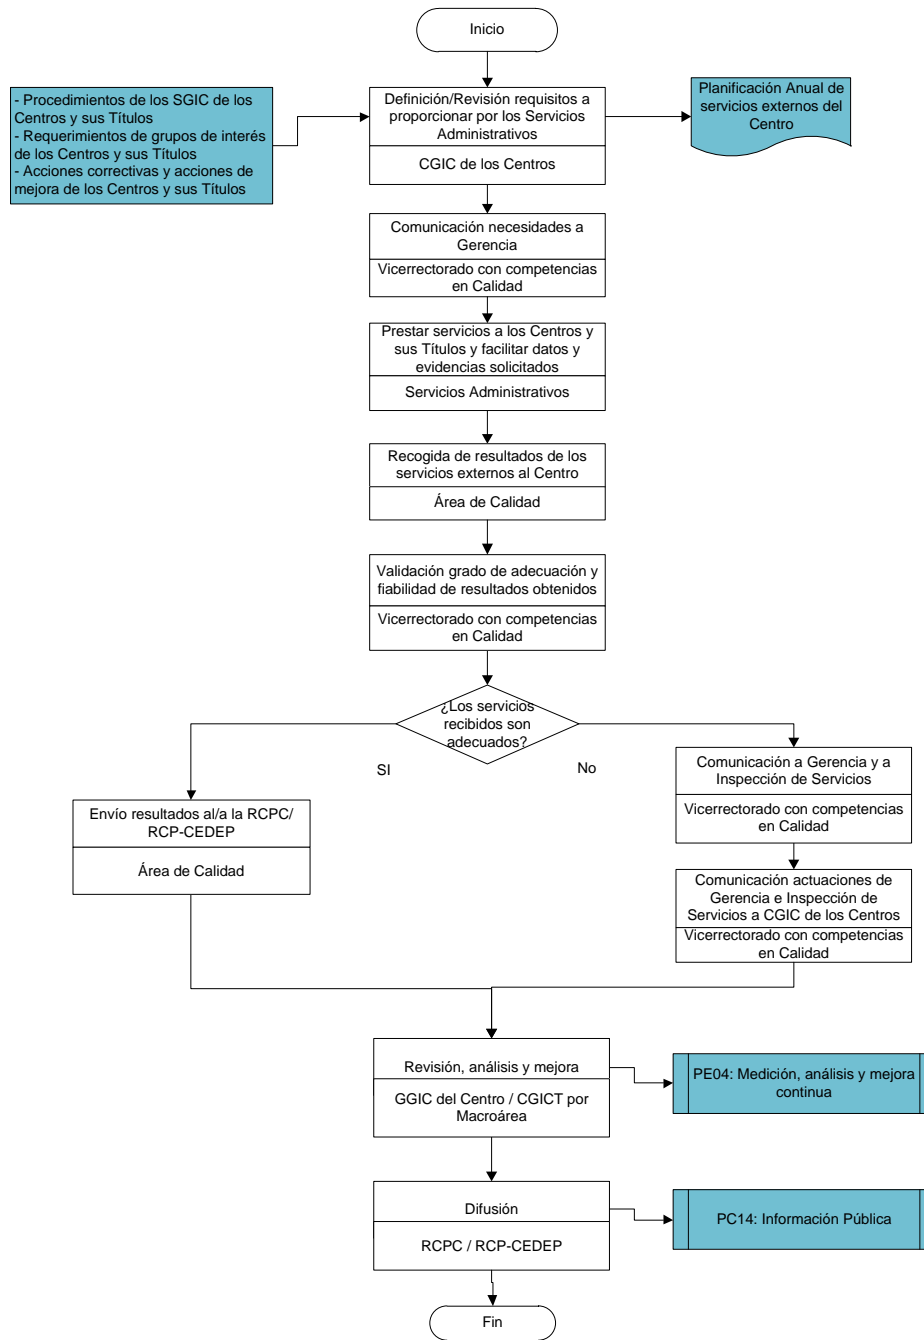 Inicio
- Procedimientos de los SGIC de los
Centros y sus Títulos
- Requerimientos de grupos de interés
de los Centros y sus Títulos
- Acciones correctivas y acciones de
mejora de los Centros y sus Títulos
Definición/Revisión requisitos a
proporcionar por los Servicios
Administrativos
CGIC de los Centros
Planificación Anual de
servicios externos del
Centro
Comunicación necesidades a
Gerencia
Vicerrectorado con competencias
en Calidad
Prestar servicios a los Centros y
sus Títulos y facilitar datos y
evidencias solicitados
Servicios Administrativos
Recogida de resultados de los
servicios externos al Centro
Área de Calidad
Validación grado de adecuación y
fiabilidad de resultados obtenidos
Vicerrectorado con competencias
en Calidad
¿Los servicios
recibidos son
adecuados?
SI
No
Envío resultados al/a la RCPC/
RCP-CEDEP
Área de Calidad
Comunicación a Gerencia y a
Inspección de Servicios
Vicerrectorado con competencias
en Calidad
Comunicación actuaciones de
Gerencia e Inspección de
Servicios a CGIC de los Centros
Vicerrectorado con competencias
en Calidad
Revisión, análisis y mejora
GGIC del Centro / CGICT por
Macroárea
PE04: Medición, análisis y mejora
continua
Difusión
RCPC / RCP-CEDEP
PC14: Información Pública
Fin